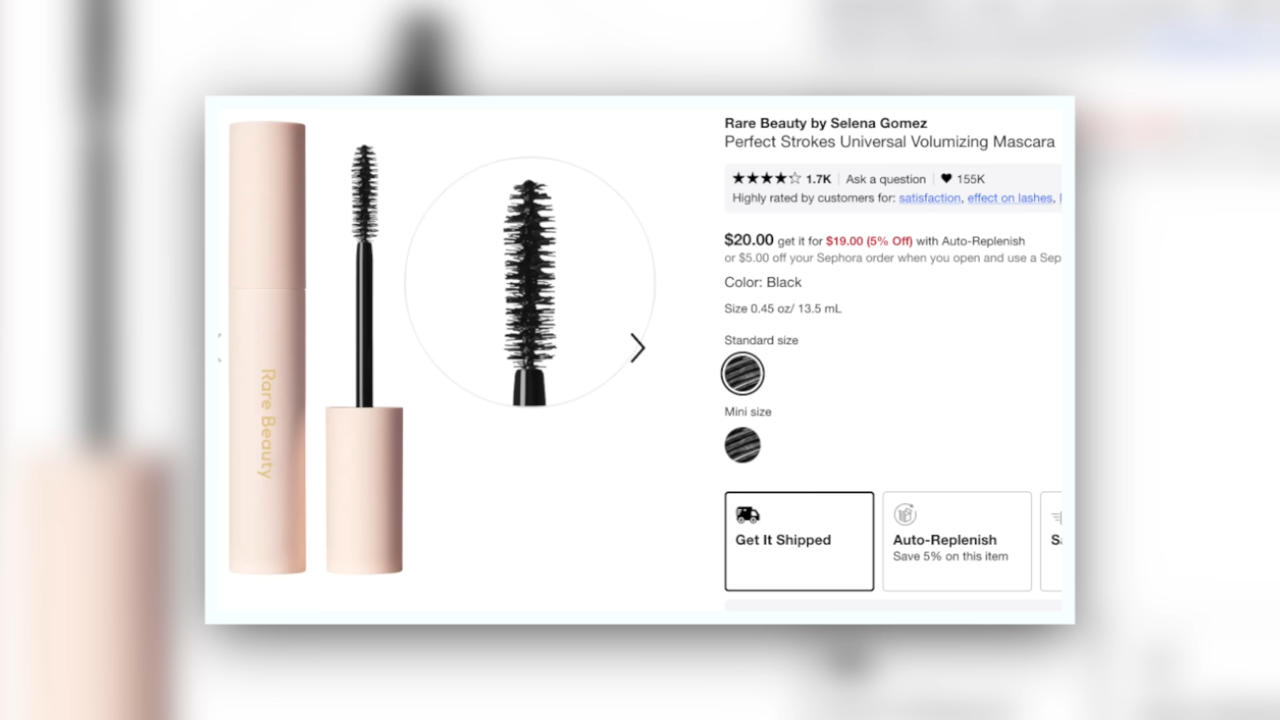 Rare Beauty
Rare Beauty by Selena Gomez
Perfect Strokes Universal Volumizing Mascara
1.7K Ask a question 155K
Highly rated by customers for: satisfaction, effect on lashes,
$20.00 get it for $19.00 (5% Off) with Auto-Replenish
or $5.00 off your Sephora order when you open and use a Sep
Color: Black
Size 0.45 oz/ 13.5 mL
Standard size
Mini size
Get It Shipped
Auto-Replenish
Save 5% on this item